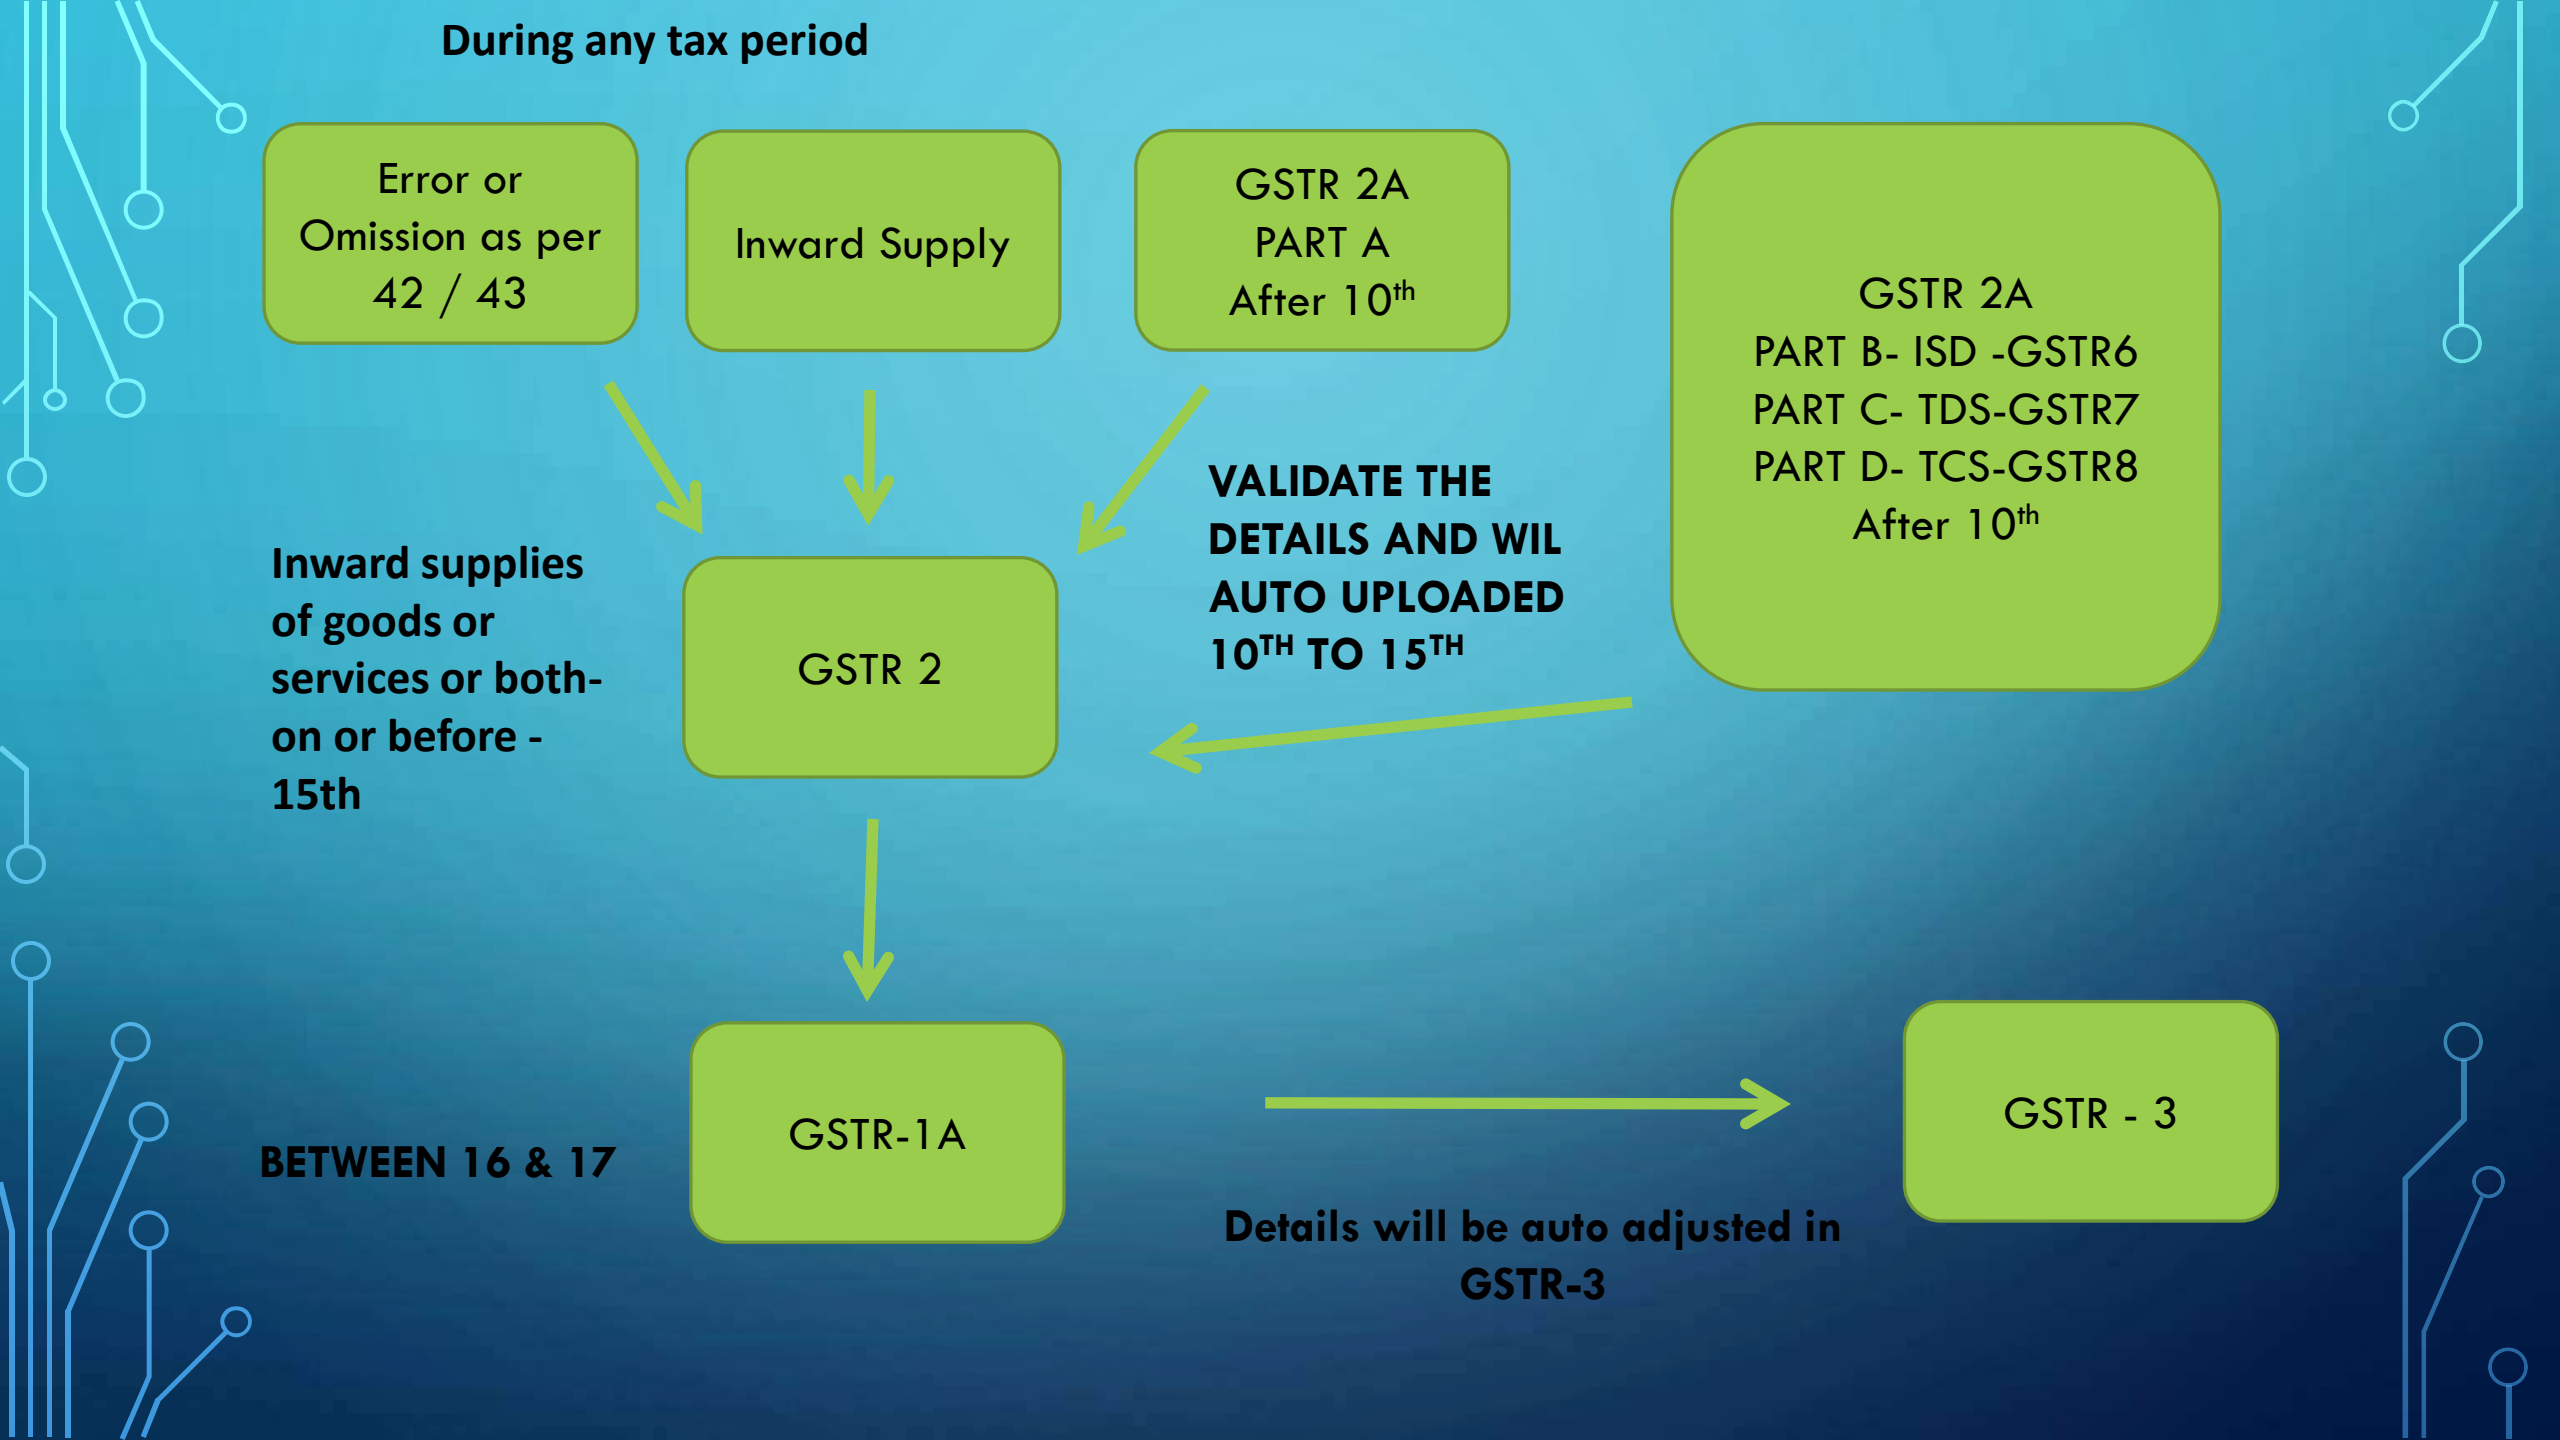 During any tax period
Error or
Omission as per
42 / 43
Inward Supply
GSTR 2A
PART A
After 10th
GSTR 2A
PART B- ISD -GSTR6
PART C- TDS-GSTR7
PART D- TCS-GSTR8
After 10th
VALIDATE THE
DETAILS AND WIL
AUTO UPLOADED
10TH TO 15TH
Inward supplies
of goods or
services or both-
on or before -
15th
GSTR 2
BETWEEN 16 & 17
GSTR-1A
Details will be auto adjusted in
GSTR-3
GSTR - 3